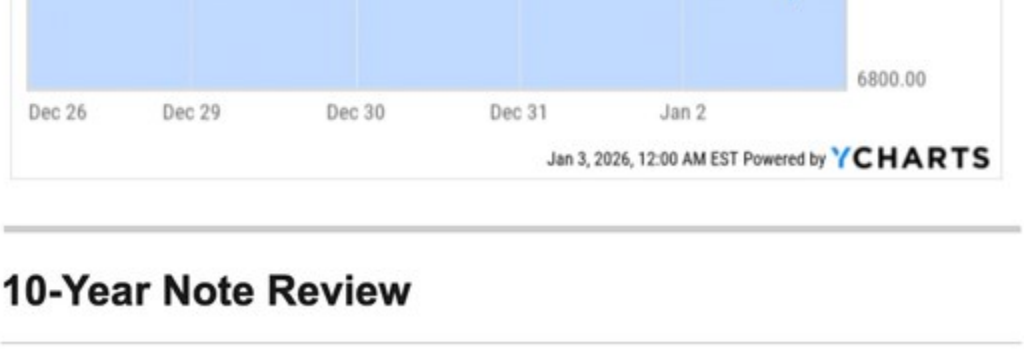 6800.00
Dec 26 Dec 29 Dec 30 Dec 31 Jan 2
Jan 3, 2026, 12:00 AM EST Powered by YCHARTS
10-Year Note Review